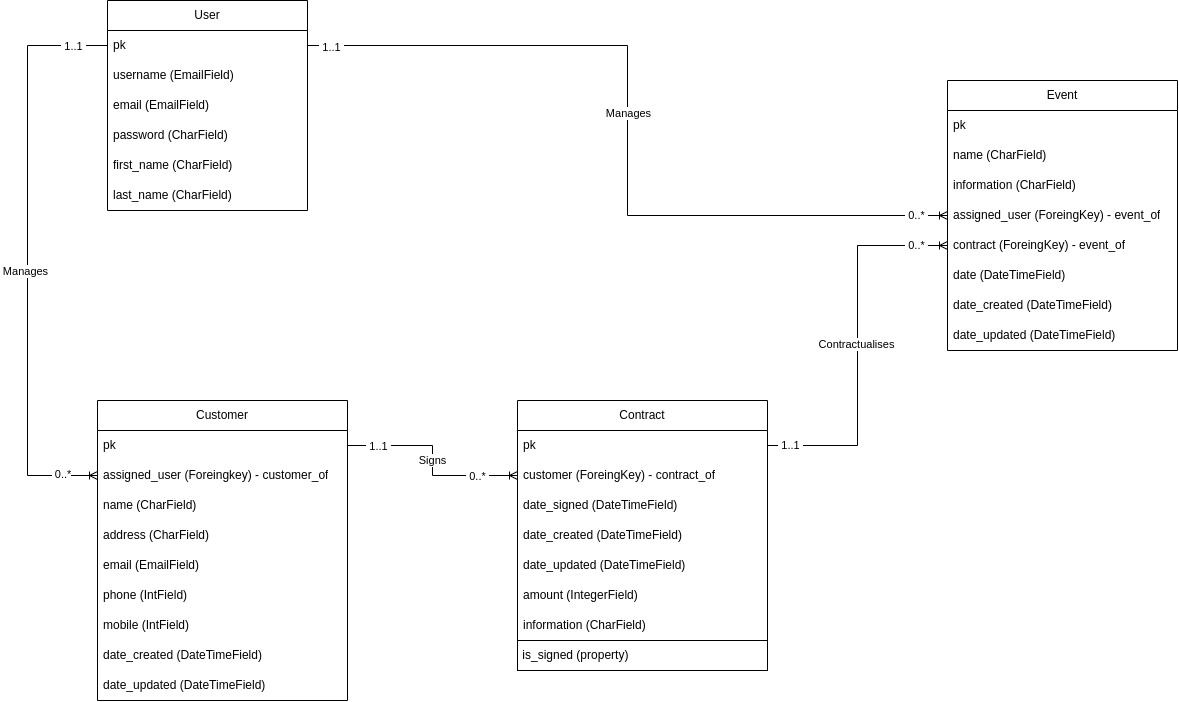 User
pk
username (EmailField)
email (EmailField)
password (CharField)
first_name (CharField)
last_name (CharField)
1..1
1..1
Manages
Manages
0..*
0..*
Event
pk
name (CharField)
information (CharField)
assigned_user (ForeingKey) - event_of
contract (ForeingKey) - event_of
date (DateTimeField)
date_created (DateTimeField)
date_updated (DateTimeField)
0..*
Contractualises
1..1
Customer
pk
assigned_user (Foreingkey) - customer_of
name (CharField)
address (CharField)
email (EmailField)
phone (IntField)
mobile (IntField)
date_created (DateTimeField)
date_updated (DateTimeField)
1..1
Signs
0..*
Contract
pk
customer (ForeingKey) - contract_of
date_signed (DateTimeField)
date_created (DateTimeField)
date_updated (DateTimeField)
amount (IntegerField)
information (CharField)
is_signed (property)